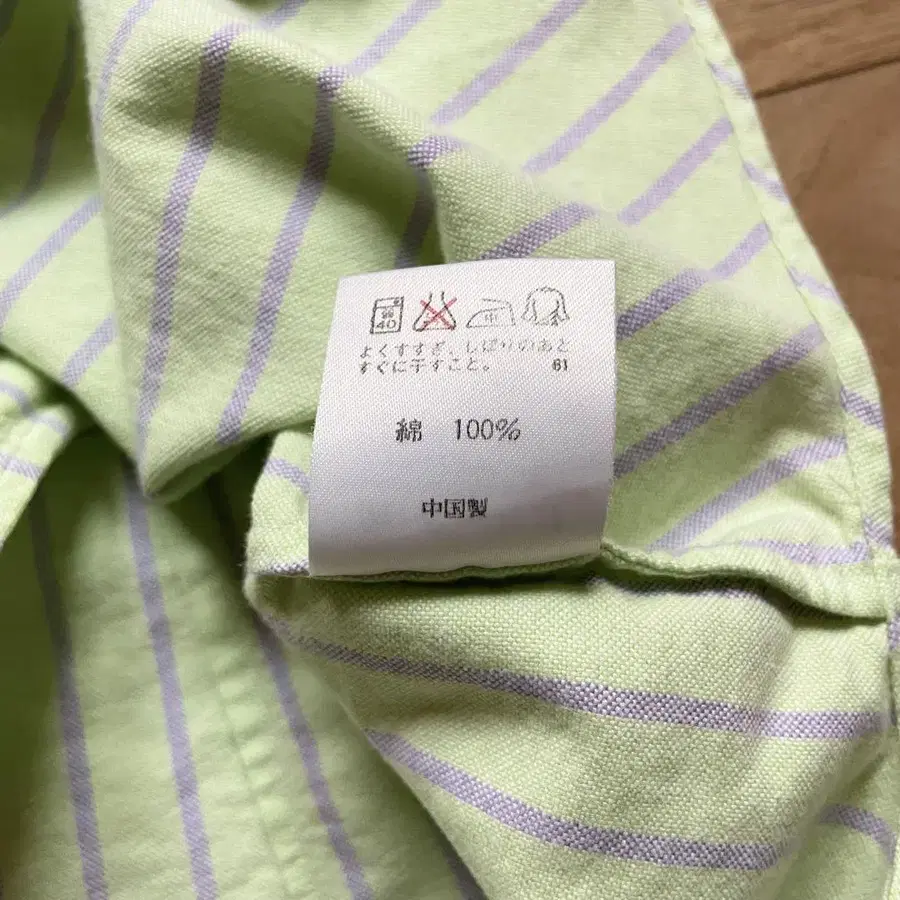 40
中
よくすすぎ、しぼりのあと
すぐに干すこと。 61
綿 100%
中国製